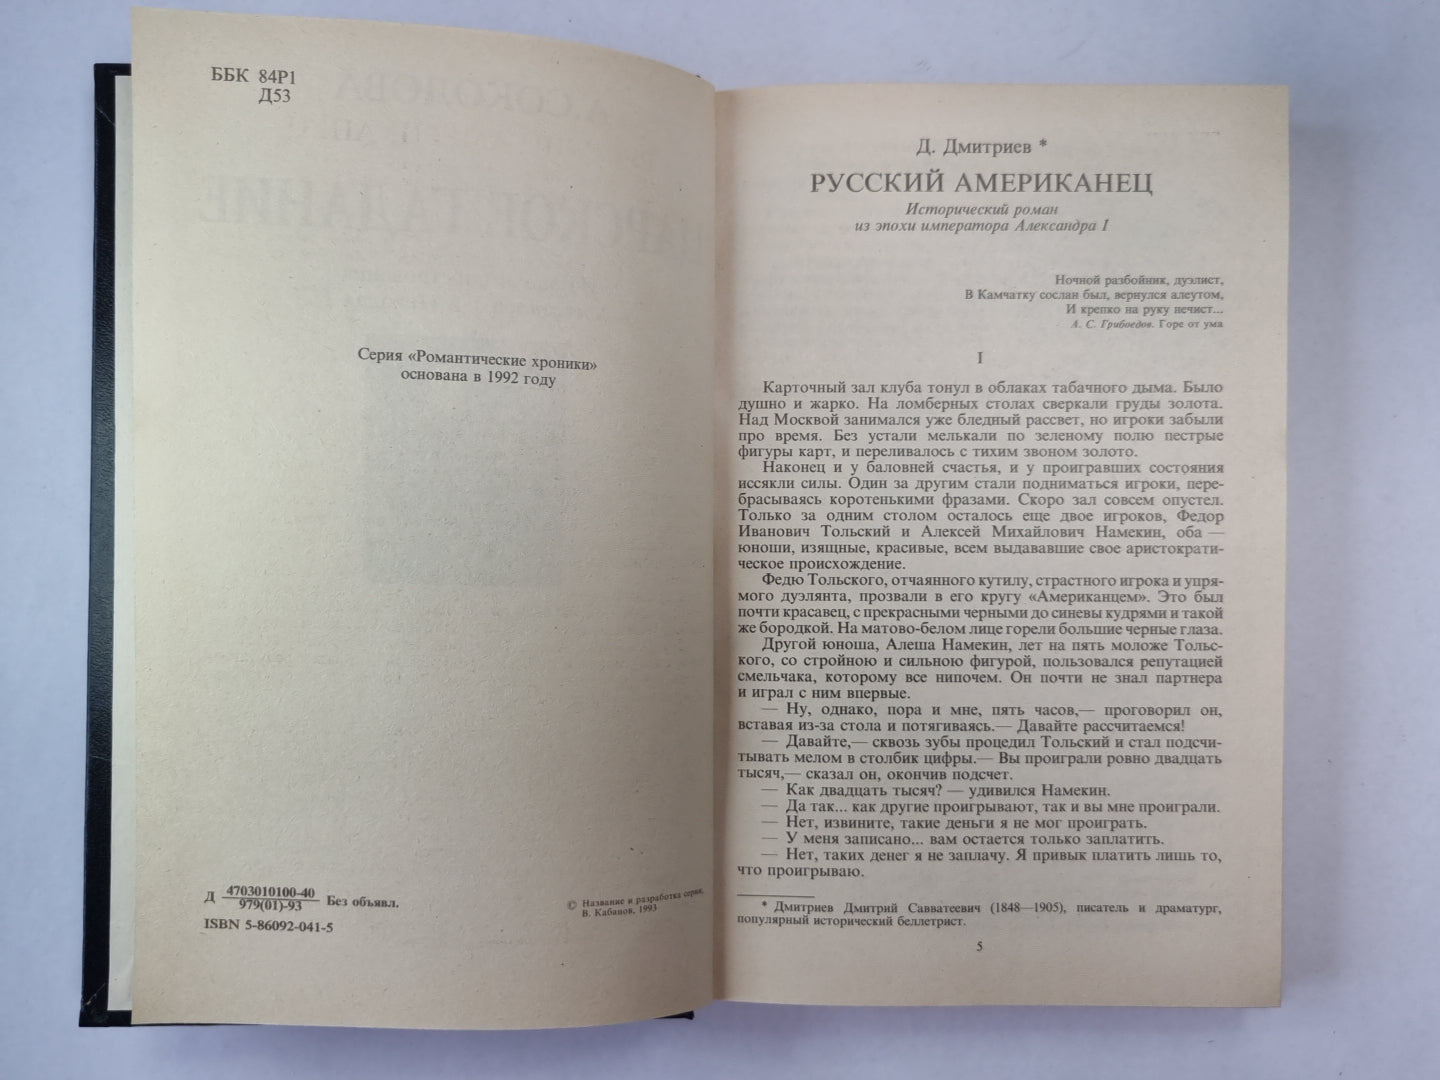 ББК 84Р1
Д53
Серия «Романтические хроники»
основана в 1992 году
Д 4703010100-40 Без объявл.
979(01)-93
ISBN 5-86092-041-5
© Название и разработка серии,
В. Кабанов, 1993
Д. Дмитриев *
РУССКИЙ АМЕРИКАНЕЦ
Исторический роман
из эпохи императора Александра I
Ночной разбойник, дуэлист,
В Камчатку сослан был, вернулся алеутом,
И крепко на руку нечист...
А. С. Грибоедов. Горе от ума
I
Карточный зал клуба тонул в облаках табачного дыма. Было
душно и жарко. На ломберных столах сверкали груды золота.
Над Москвой занимался уже бледный рассвет, но игроки забыли
про время. Без устали мелькали по зеленому полю пестрые
фигуры карт, и переливалось с тихим звоном золото.
Наконец и у баловней счастья, и у проигравших состояния
иссякли силы. Один за другим стали подниматься игроки, пере-
брасываясь коротенькими фразами. Скоро зал совсем опустел.
Только за одним столом осталось еще двое игроков, Федор
Иванович Тольский и Алексей Михайлович Намекин, оба —
юноши, изящные, красивые, всем выдававшие свое аристократи-
ческое происхождение.
Федю Тольского, отчаянного кутилу, страстного игрока и упря-
мого дуэлянта, прозвали в его кругу «Американцем». Это был
почти красавец, с прекрасными черными до синевы кудрями и такой
же бородкой. На матово-белом лице горели большие черные глаза.
Другой юноша, Алеша Намекин, лет на пять моложе Тольс-
кого, со стройною и сильною фигурой, пользовался репутацией
смельчака, которому все нипочем. Он почти не знал партнера
и играл с ним впервые.
— Ну, однако, пора и мне, пять часов,— проговорил он,
вставая из-за стола и потягиваясь.— Давайте рассчитаемся!
— Давайте,— сквозь зубы процедил Тольский и стал подсчи-
тывать мелом в столбик цифры.— Вы проиграли ровно двадцать
тысяч,— сказал он, окончив подсчет.
— Как двадцать тысяч? — удивился Намекин.
— Да так... как другие проигрывают, так и вы мне проиграли.
— Нет, извините, такие деньги я не мог проиграть.
— У меня записано... вам остается только заплатить.
— Нет, таких денег я не заплачу. Я привык платить лишь то,
что проигрываю.
* Дмитриев Дмитрий Савватеевич (1848—1905), писатель и драматург,
популярный исторический беллетрист.
5